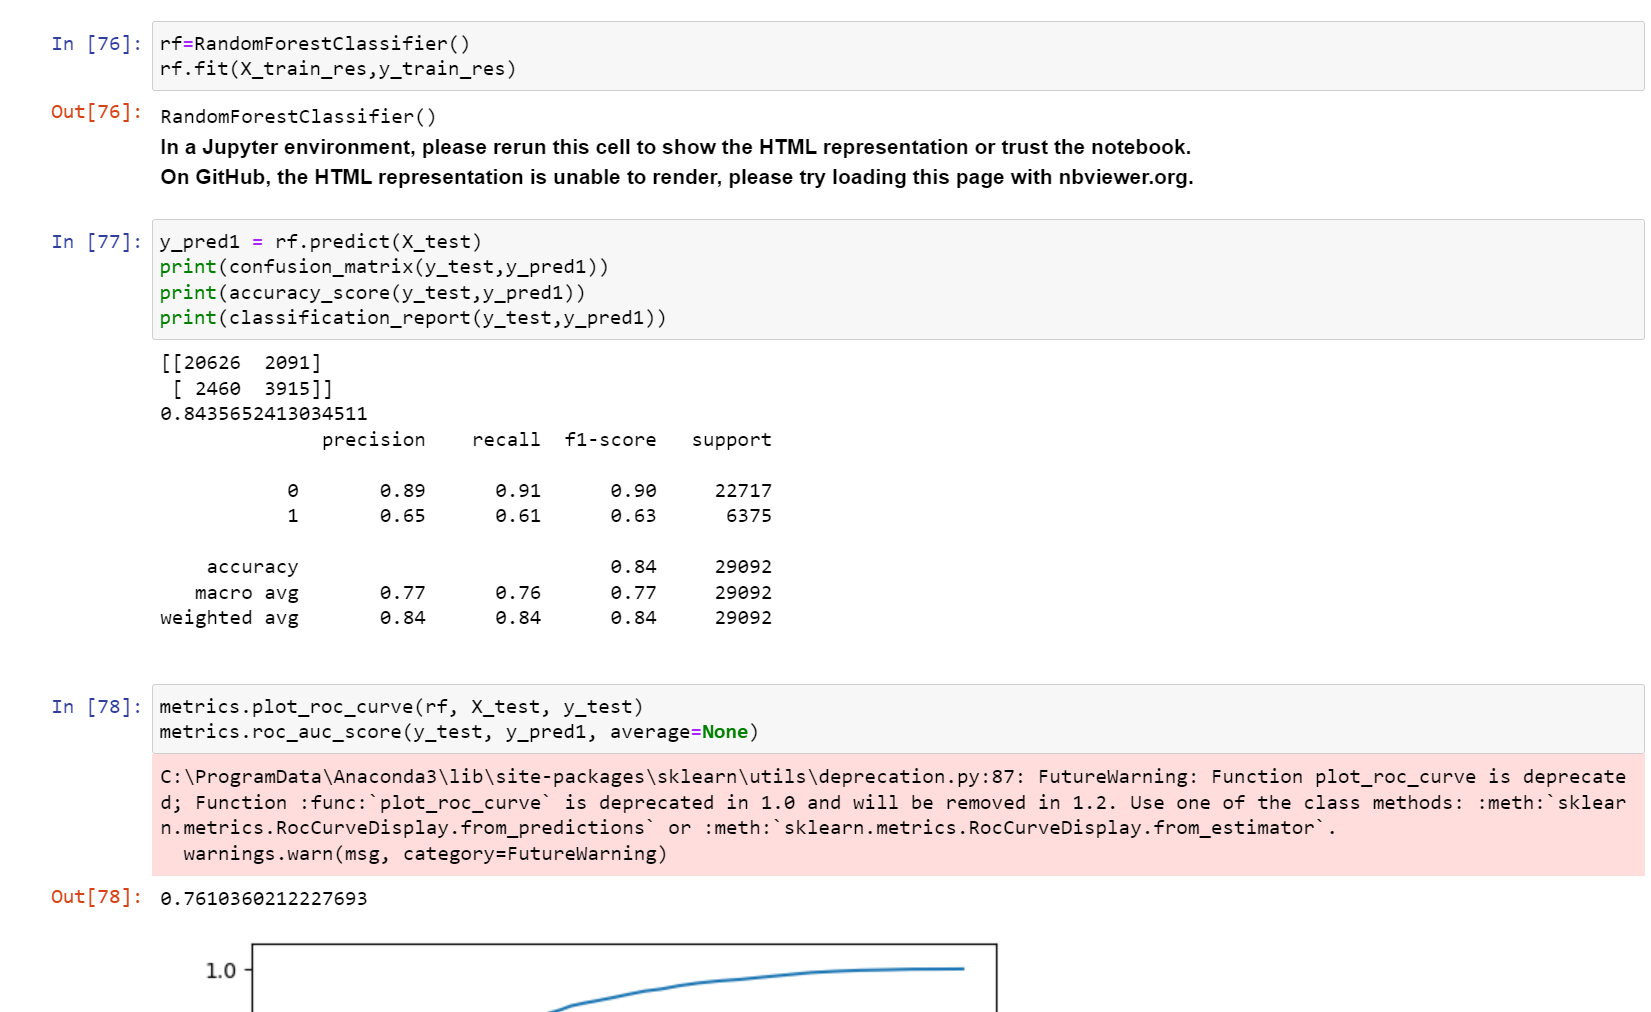 In [76]: rf=RandomForestClassifier()
rf.fit(X_train_res,y_train_res)
Out[76]: RandomForestClassifier()
In a Jupyter environment, please rerun this cell to show the HTML representation or trust the notebook.
On GitHub, the HTML representation is unable to render, please try loading this page with nbviewer.org.
In [77]: y_pred1 = rf.predict(X_test)
print(confusion_matrix(y_test,y_pred1))
print(accuracy_score(y_test,y_pred1))
print(classification_report(y_test,y_pred1))
[[20626  2091]
 [ 2460  3915]]
0.8435652413034511
              precision    recall  f1-score   support
           0       0.89      0.91      0.90     22717
           1       0.65      0.61      0.63      6375
    accuracy                           0.84     29092
   macro avg       0.77      0.76      0.77     29092
weighted avg       0.84      0.84      0.84     29092
In [78]: metrics.plot_roc_curve(rf, X_test, y_test)
metrics.roc_auc_score(y_test, y_pred1, average=None)
C:\ProgramData\Anaconda3\lib\site-packages\sklearn\utils\deprecation.py:87: FutureWarning: Function plot_roc_curve is deprecate
d; Function :func:`plot_roc_curve` is deprecated in 1.0 and will be removed in 1.2. Use one of the class methods: :meth:`sklear
n.metrics.RocCurveDisplay.from_predictions` or :meth:`sklearn.metrics.RocCurveDisplay.from_estimator`.
  warnings.warn(msg, category=FutureWarning)
Out[78]: 0.7610360212227693
1.0